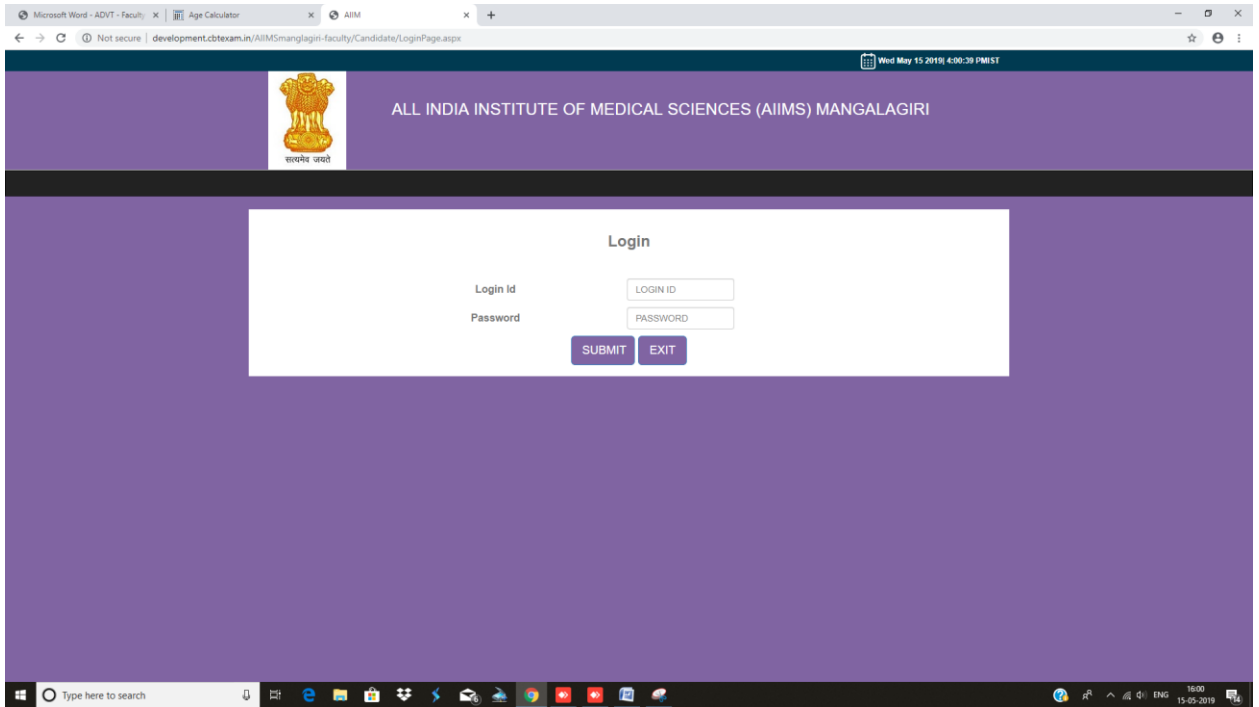 Microsoft Word - ADVT - Faculty
Age Calculator
AIIM
Not secure | development.cbtexam.in/AIIMSmanglagiri-faculty/Candidate/LoginPage.aspx
Wed May 15 2019| 4:00:39 PMIST
सत्यमेव जयते
ALL INDIA INSTITUTE OF MEDICAL SCIENCES (AIIMS) MANGALAGIRI
Login
Login Id LOGIN ID
Password PASSWORD
SUBMIT EXIT
Type here to search
ENG
16:00
15-05-2019